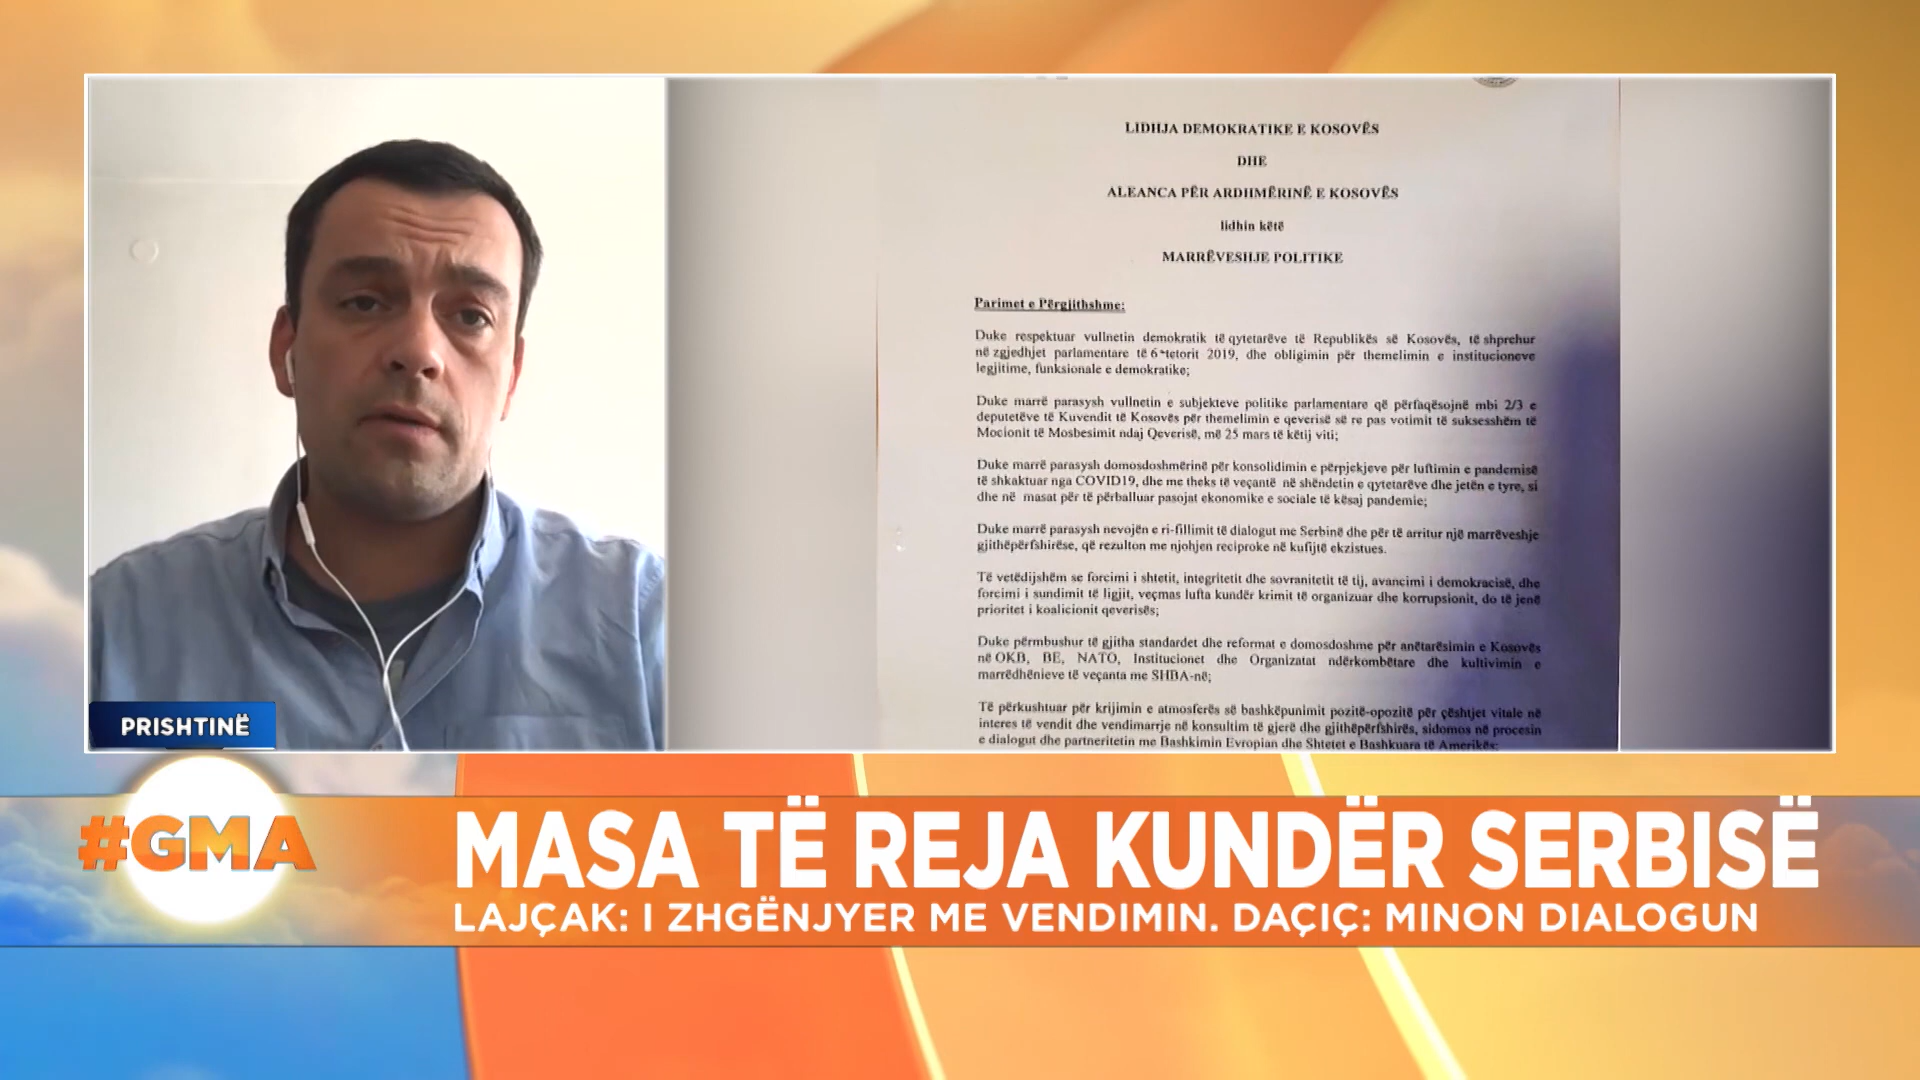 LIDHJA DEMOKRATIKE E KOSOVËS
DHE
ALEANCA PËR ARDHMËRINË E KOSOVËS
lidhin këtë
MARRËVESHJE POLITIKE
Parimet e Përgjithshme:
Duke respektuar vullnetin demokratik të qytetarëve të Republikës së Kosovës, të shprehur
në zgjedhjet parlamentare të 6 tetorit 2019, dhe obligimin për themelimin e institucioneve
legjitime, funksionale e demokratike;
Duke marrë parasysh vullnetin e subjekteve politike parlamentare që përfaqësojnë mbi 2/3 e
deputetëve të Kuvendit të Kosovës për themelimin e qeverisë së re pas votimit të suksesshëm të
Mocionit të Mosbesimit ndaj Qeverisë, më 25 mars të këtij viti;
Duke marrë parasysh domosdoshmërinë për konsolidimin e përpjekjeve për luftimin e pandemisë
të shkaktuar nga COVID19, dhe me theks të veçantë në shëndetin e qytetarëve dhe jetën e tyre, si
dhe në masat për të përballuar pasojat ekonomike e sociale të kësaj pandemie;
Duke marrë parasysh nevojën e ri-fillimit të dialogut me Serbinë dhe për të arritur një marrëveshje
gjithëpërfshirëse, që rezulton me njohjen reciproke në kufijtë ekzistues.
Të vetëdijshëm se forcimi i shtetit, integritetit dhe sovranitetit të tij, avancimi i demokracisë, dhe
forcimi i sundimit të ligjit, veçmas lufta kundër krimit të organizuar dhe korrupsionit, do të jenë
prioritet i koalicionit qeverisës;
Duke përmbushur të gjitha standardet dhe reformat e domosdoshme për anëtarësimin e Kosovës
në OKB, BE, NATO, Institucionet dhe Organizatat ndërkombëtare dhe kultivimin e
marrëdhënieve të veçanta me SHBA-në;
Të përkushtuar për krijimin e atmosferës së bashkëpunimit pozitë-opozitë për çështjet vitale në
interes të vendit dhe vendimarrje në konsultim të gjerë dhe gjithëpërfshirës, sidomos në procesin
e dialogut dhe partneritetin me Bashkimin Evropian dhe Shtetet e Bashkuara të Amerikës;
PRISHTINË
#GMA
MASA TË REJA KUNDËR SERBISË
LAJÇAK: I ZHGËNJYER ME VENDIMIN. DAÇIÇ: MINON DIALOGUN